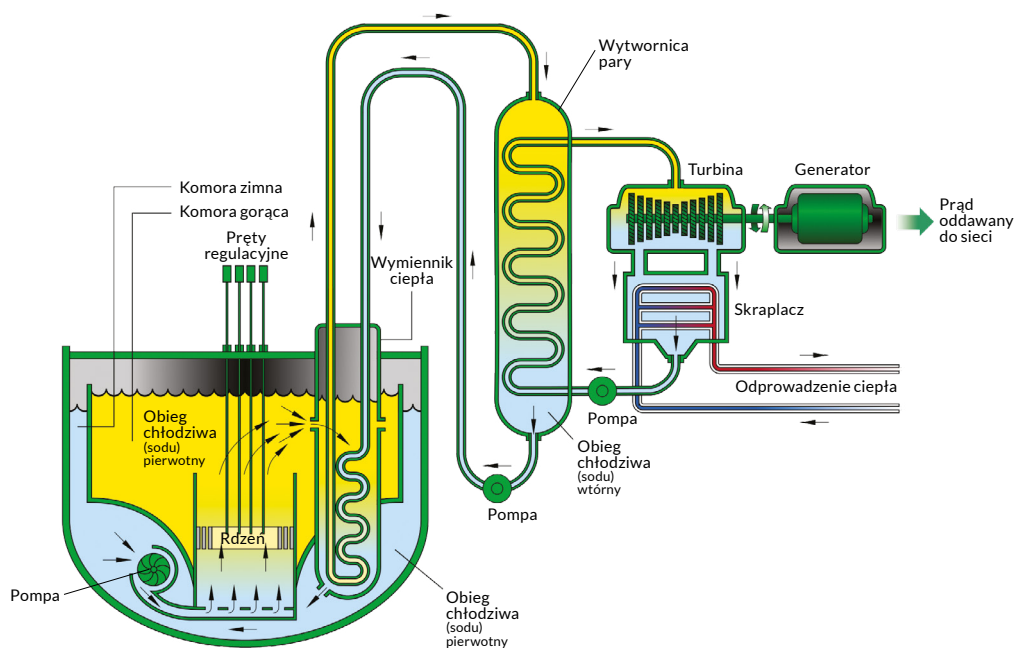 Wytwornica
pary
Komora zimna
Komora gorąca
Pręty
regulacyjne
Wymiennik
ciepła
Turbina
Generator
Prąd
oddawany
do sieci
Skraplacz
Odprowadzenie ciepła
Pompa
Obieg
chłodziwa
(sodu)
pierwotny
Obieg
chłodziwa
(sodu)
wtórny
Pompa
Rdzeń
Pompa
Obieg
chłodziwa
(sodu)
pierwotny